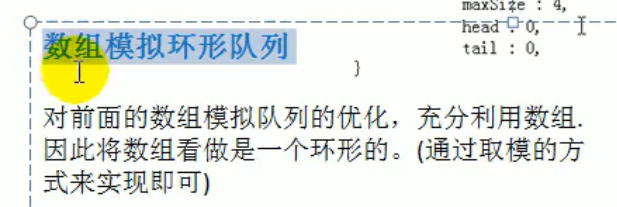 maxSize : 4,
head : 0,
tail : 0,
}
数组模拟环形队列
对前面的数组模拟队列的优化，充分利用数组.
因此将数组看做是一个环形的。(通过取模的方
式来实现即可)